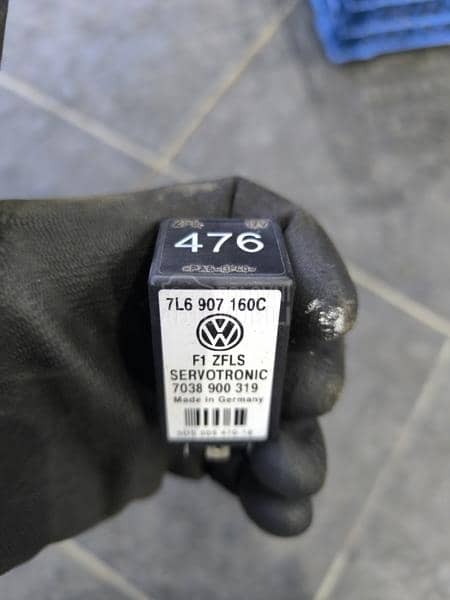 476
7L6 907 160C
F1 ZFLS
SERVOTRONIC
7038 900 319
Made in Germany